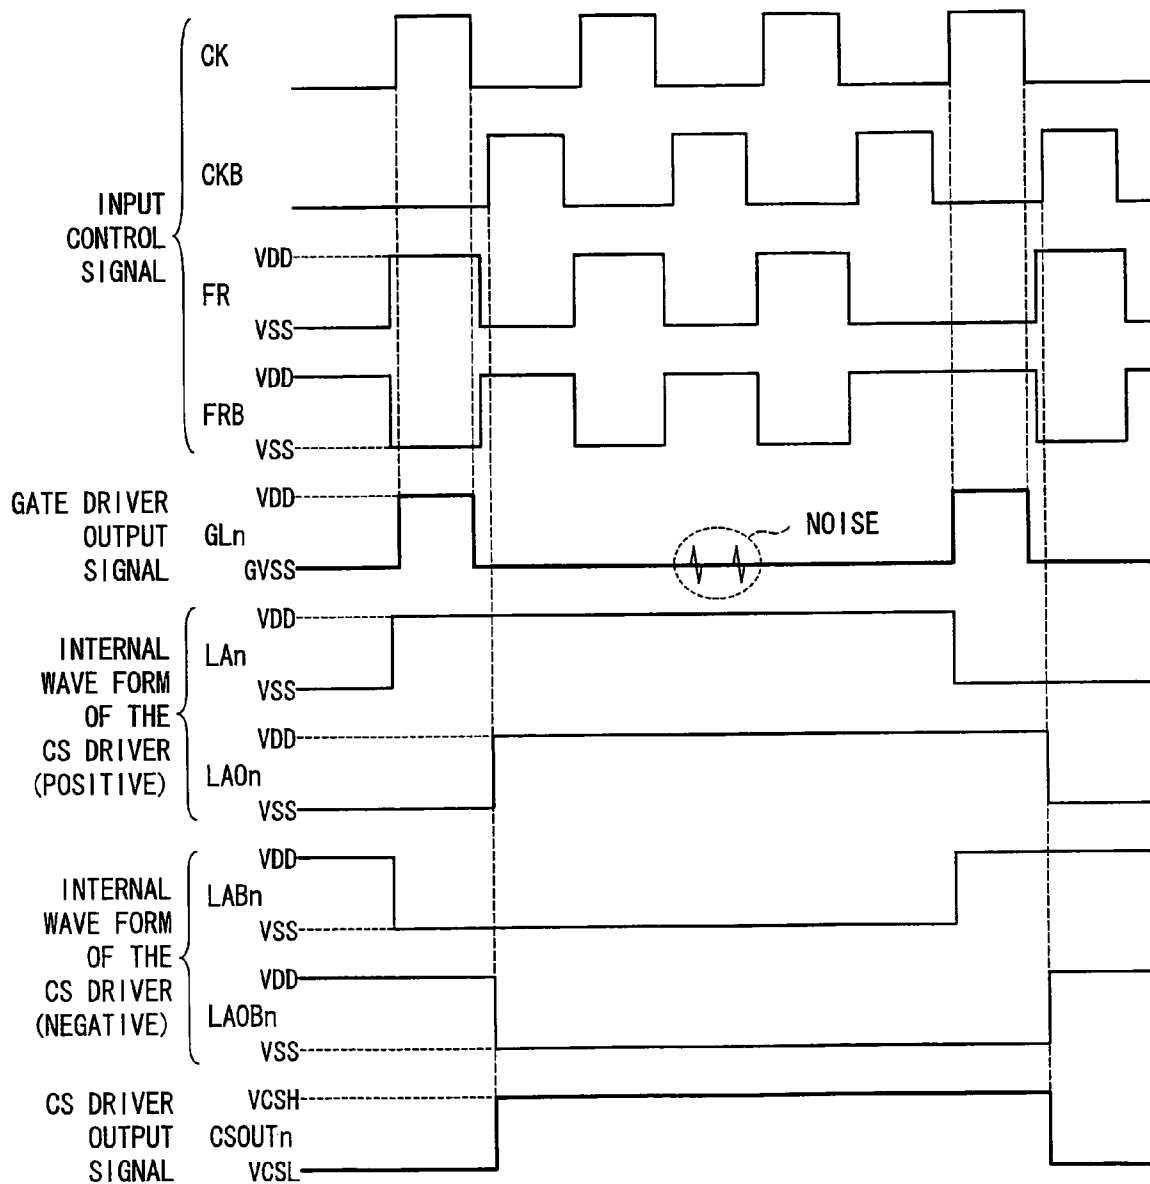 INPUT
CONTROL
SIGNAL
CK
CKB
VDD
FR
VSS
VDD
FRB
VSS
GATE DRIVER
OUTPUT
SIGNAL
VDD
GLn
GVSS
NOISE
INTERNAL
WAVE FORM
OF THE
CS DRIVER
(POSITIVE)
VDD
LAn
VSS
VDD
LAOn
VSS
INTERNAL
WAVE FORM
OF THE
CS DRIVER
(NEGATIVE)
VDD
LABn
VSS
VDD
LAOBn
VSS
CS DRIVER
OUTPUT
SIGNAL
VCSH
CSOUTn
VCSL